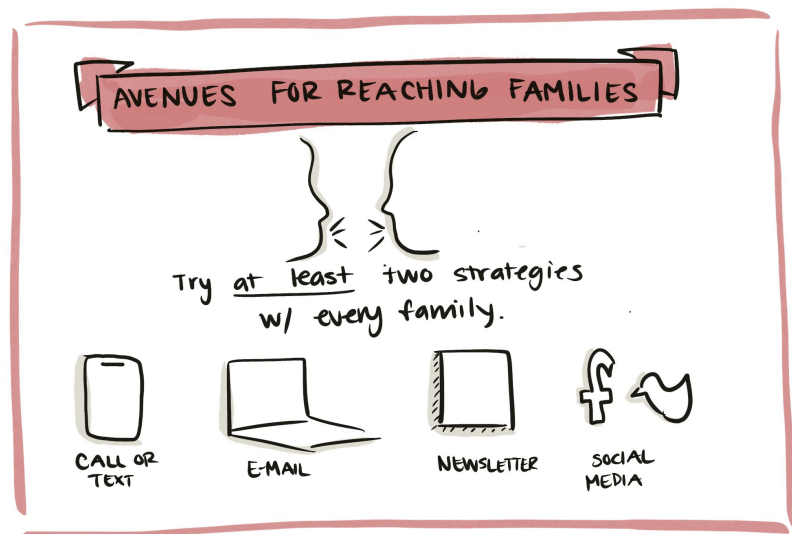 AVENUES FOR REACHING FAMILIES
Try at least two strategies
w/ every family.
CALL OR
TEXT
E-MAIL
NEWSLETTER
SOCIAL
MEDIA